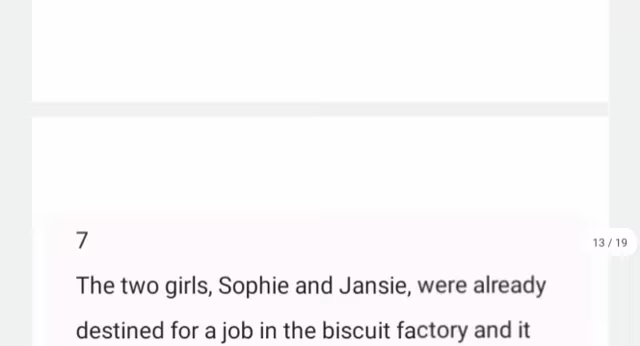 7
13 / 19
The two girls, Sophie and Jansie, were already
destined for a job in the biscuit factory and it